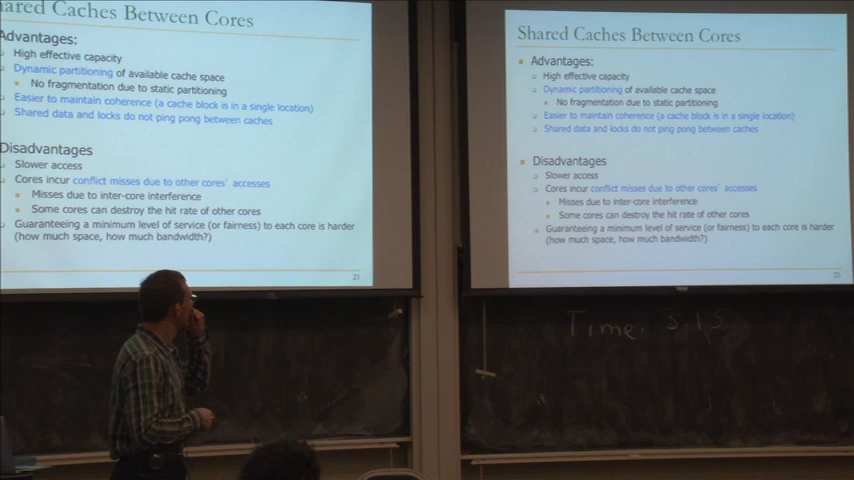 ared Caches Between Cores
Advantages:
High effective capacity
Dynamic partitioning of available cache space
No fragmentation due to static partitioning
Easier to maintain coherence (a cache block is in a single location)
Shared data and locks do not ping pong between caches
Disadvantages
Slower access
Cores incur conflict misses due to other cores' accesses
Misses due to inter-core interference
Some cores can destroy the hit rate of other cores
Guaranteeing a minimum level of service (or fairness) to each core is harder
(how much space, how much bandwidth?)
21
Shared Caches Between Cores
Advantages:
High effective capacity
Dynamic partitioning of available cache space
No fragmentation due to static partitioning
Easier to maintain coherence (a cache block is in a single location)
Shared data and locks do not ping pong between caches
Disadvantages
Slower access
Cores incur conflict misses due to other cores' accesses
Misses due to inter-core interference
Some cores can destroy the hit rate of other cores
Guaranteeing a minimum level of service (or fairness) to each core is harder
(how much space, how much bandwidth?)
21
Time: 3 15